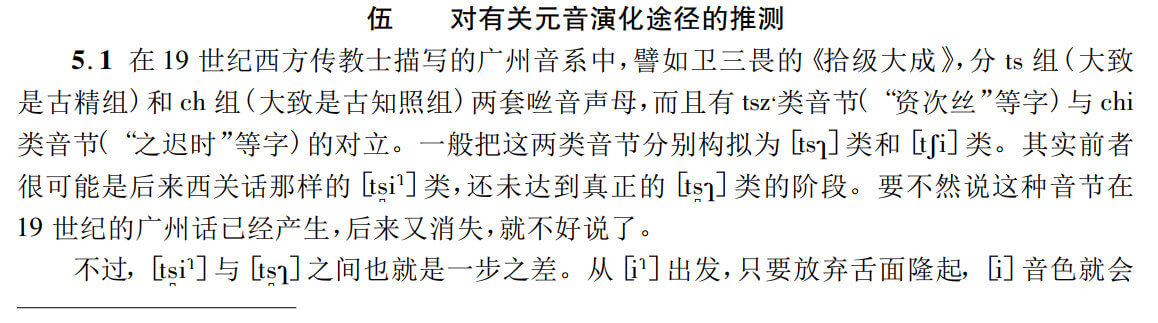 伍 对有关元音演化途径的推测
5.1 在 19 世纪西方传教士描写的广州音系中,譬如卫三畏的《拾级大成》,分 ts 组(大致
是古精组)和 ch 组(大致是古知照组)两套咝音声母,而且有 tsz·类音节(“资次丝”等字)与 chi
类音节(“之迟时”等字)的对立。一般把这两类音节分别构拟为[tsɿ]类和[tʃi]类。其实前者
很可能是后来西关话那样的[ts̪iʅ]类,还未达到真正的[ts̪ɿ]类的阶段。要不然说这种音节在
19 世纪的广州话已经产生,后来又消失,就不好说了。
不过,[ts̪iʅ]与[ts̪ɿ]之间也就是一步之差。从[iʅ]出发,只要放弃舌面隆起,[i]音色就会